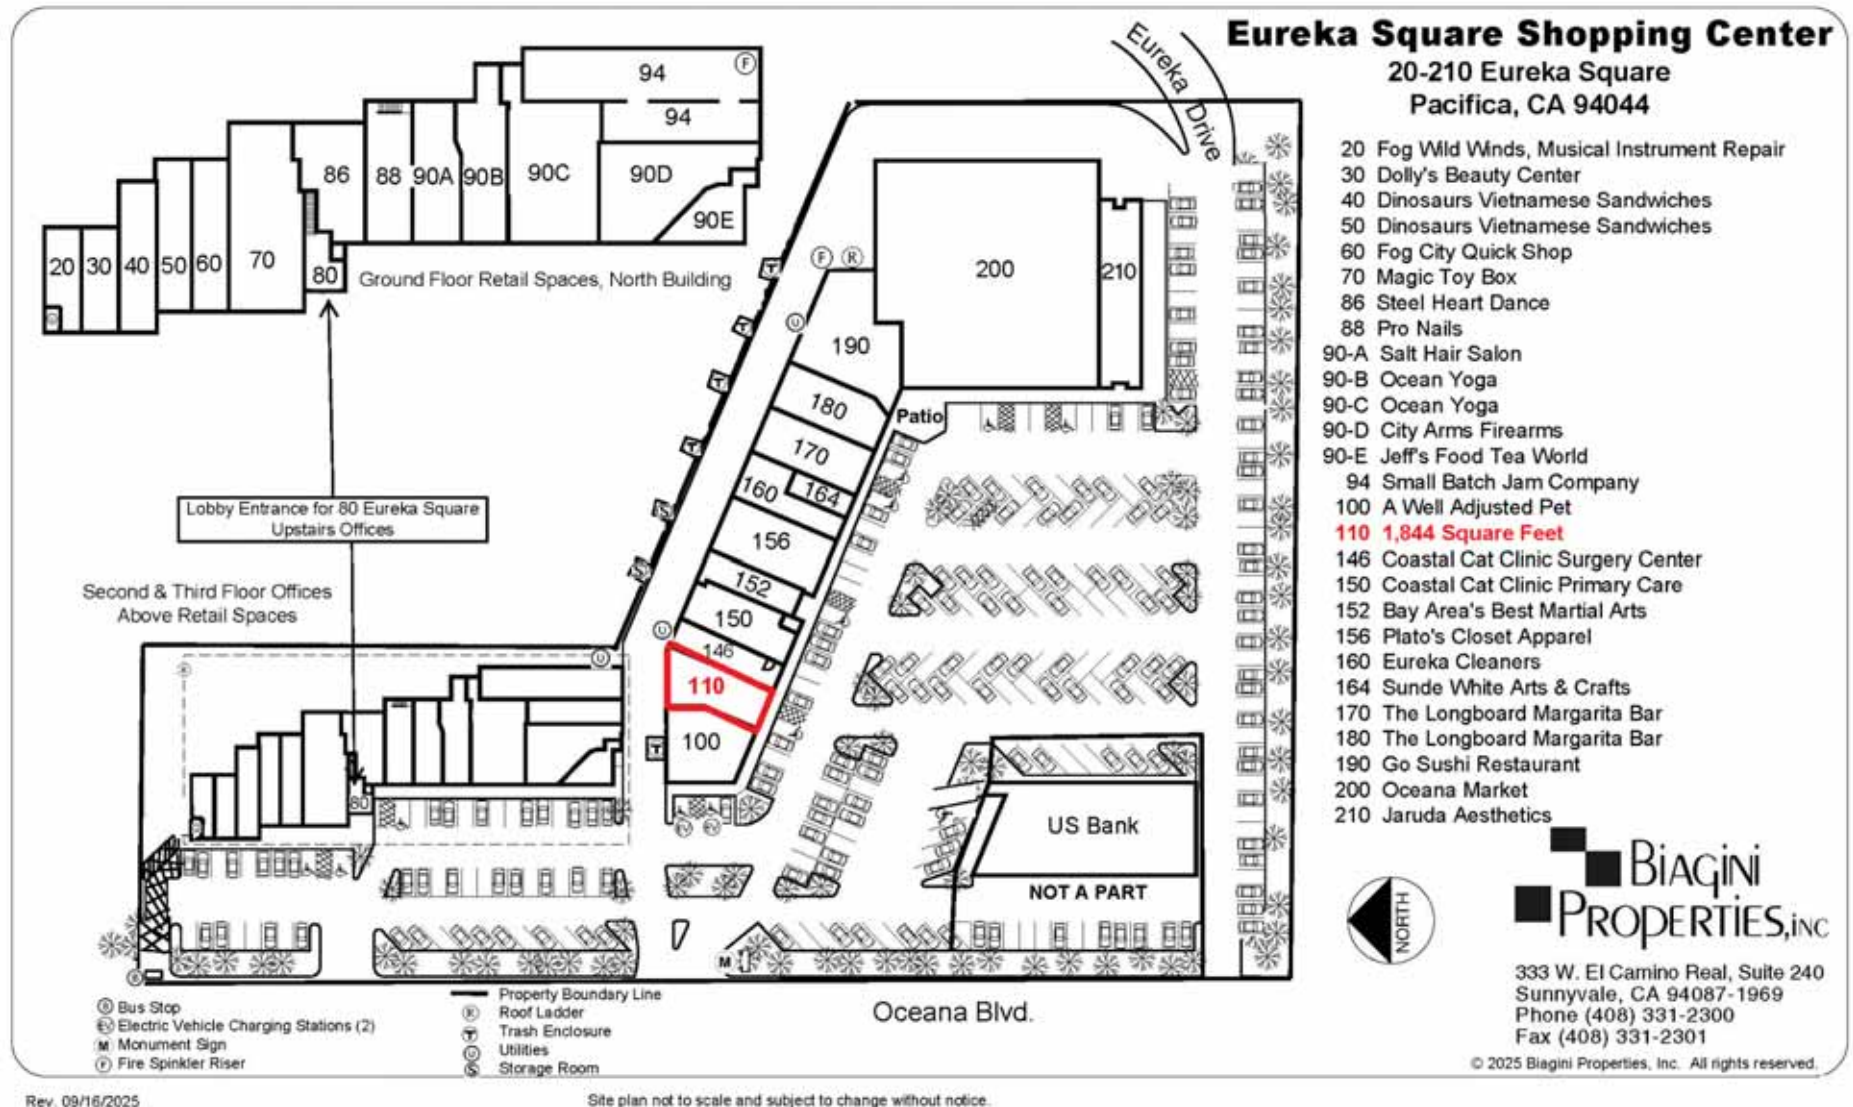 Eureka Square Shopping Center
20-210 Eureka Square
Pacifica, CA 94044
20 Fog Wild Winds, Musical Instrument Repair
30 Dolly's Beauty Center
40 Dinosaurs Vietnamese Sandwiches
50 Dinosaurs Vietnamese Sandwiches
60 Fog City Quick Shop
70 Magic Toy Box
86 Steel Heart Dance
88 Pro Nails
90-A Salt Hair Salon
90-B Ocean Yoga
90-C Ocean Yoga
90-D City Arms Firearms
90-E Jeff's Food Tea World
94 Small Batch Jam Company
100 A Well Adjusted Pet
110 1,844 Square Feet
146 Coastal Cat Clinic Surgery Center
150 Coastal Cat Clinic Primary Care
152 Bay Area's Best Martial Arts
156 Plato's Closet Apparel
160 Eureka Cleaners
164 Sunde White Arts & Crafts
170 The Longboard Margarita Bar
180 The Longboard Margarita Bar
190 Go Sushi Restaurant
200 Oceana Market
210 Jaruda Aesthetics
Eureka Drive
94
F
94
86 88 90A 90B 90C 90D
90E
20 30 40 50 60 70 80
Ground Floor Retail Spaces, North Building
Lobby Entrance for 80 Eureka Square
Upstairs Offices
Second & Third Floor Offices
Above Retail Spaces
F R
T
U
T
T
T
S
S
U
U
T
200
210
190
180
170
160
164
156
152
150
146
110
100
80
Patio
EV EV
US Bank
NOT A PART
M
B
Oceana Blvd.
NORTH
BIAGINI
PROPERTIES, INC
333 W. El Camino Real, Suite 240
Sunnyvale, CA 94087-1969
Phone (408) 331-2300
Fax (408) 331-2301
© 2025 Biagini Properties, Inc. All rights reserved.
B Bus Stop
EV Electric Vehicle Charging Stations (2)
M Monument Sign
F Fire Spinkler Riser
Property Boundary Line
R Roof Ladder
T Trash Enclosure
U Utilities
S Storage Room
Rev. 09/16/2025
Site plan not to scale and subject to change without notice.